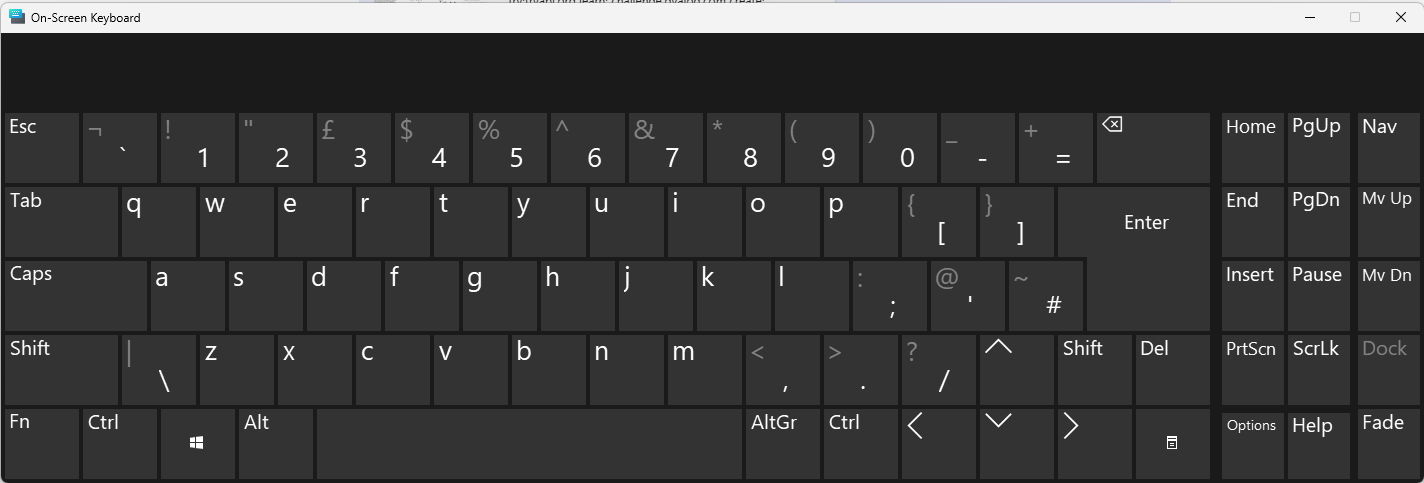 On-Screen Keyboard
Esc ¬ ` ! 1 " 2 £ 3 $ 4 % 5 ^ 6 & 7 * 8 ( 9 ) 0 _ - + = Home PgUp Nav
Tab q w e r t y u i o p { [ } ] Enter End PgDn Mv Up
Caps a s d f g h j k l : ; @ ' ~ # Insert Pause Mv Dn
Shift | \ z x c v b n m < , > . ? / Shift Del PrtScn ScrLk Dock
Fn Ctrl Alt AltGr Ctrl Options Help Fade